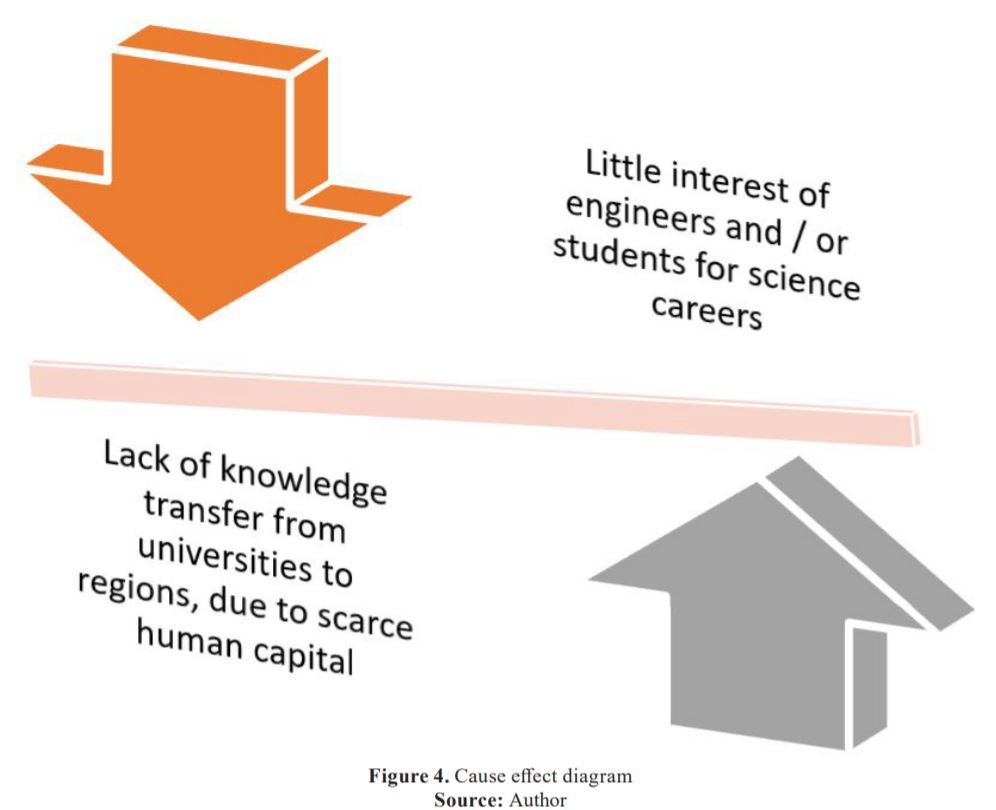 Little interest of
engineers and / or
students for science
careers
Lack of knowledge
transfer from
universities to
regions, due to scarce
human capital
Figure 4. Cause effect diagram
Source: Author